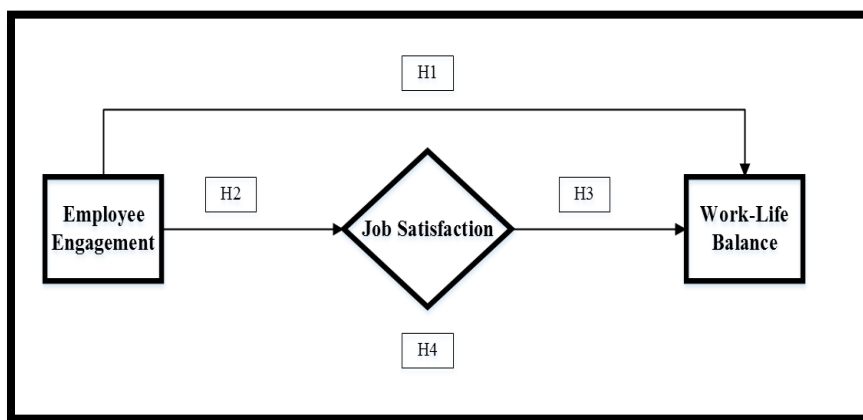 H1
Employee
Engagement
H2
Job Satisfaction
H3
Work-Life
Balance
H4